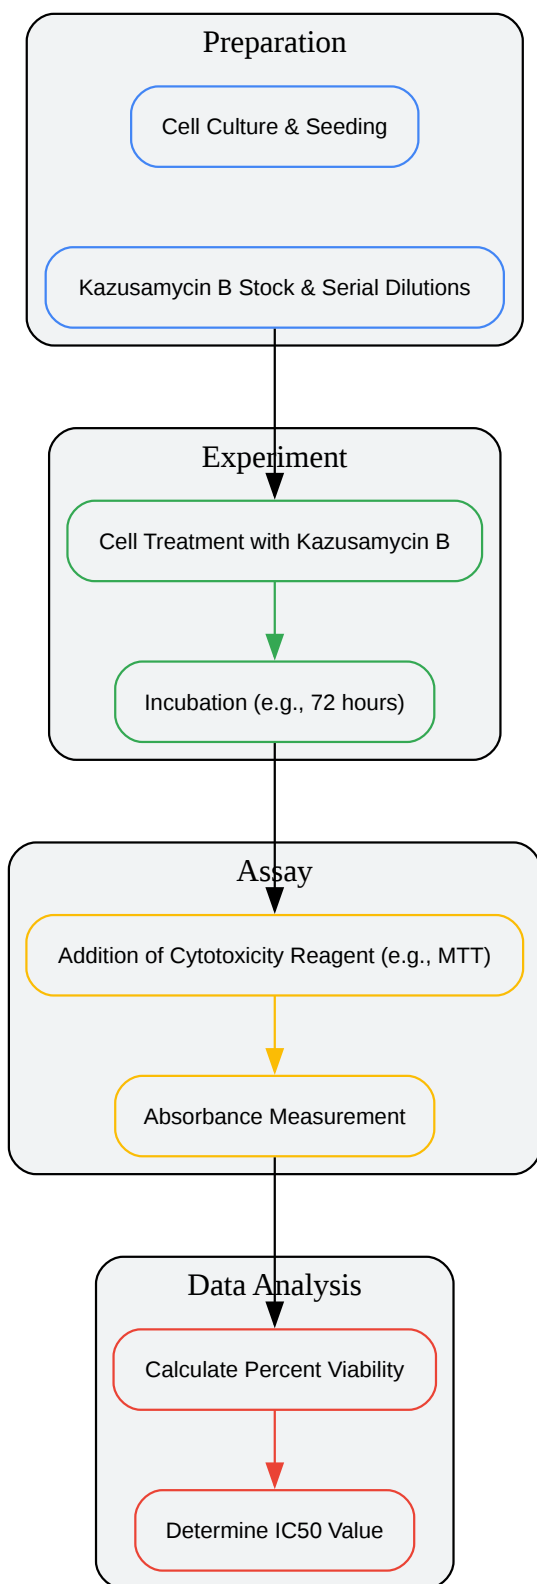 Preparation
Cell Culture & Seeding
Kazusamycin B Stock & Serial Dilutions
Experiment
Cell Treatment with Kazusamycin B
Incubation (e.g., 72 hours)
Assay
Addition of Cytotoxicity Reagent (e.g., MTT)
Absorbance Measurement
Data Analysis
Calculate Percent Viability
Determine IC50 Value